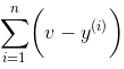 \sum_{i=1}^{n} \left( v - y^{(i)} \right)